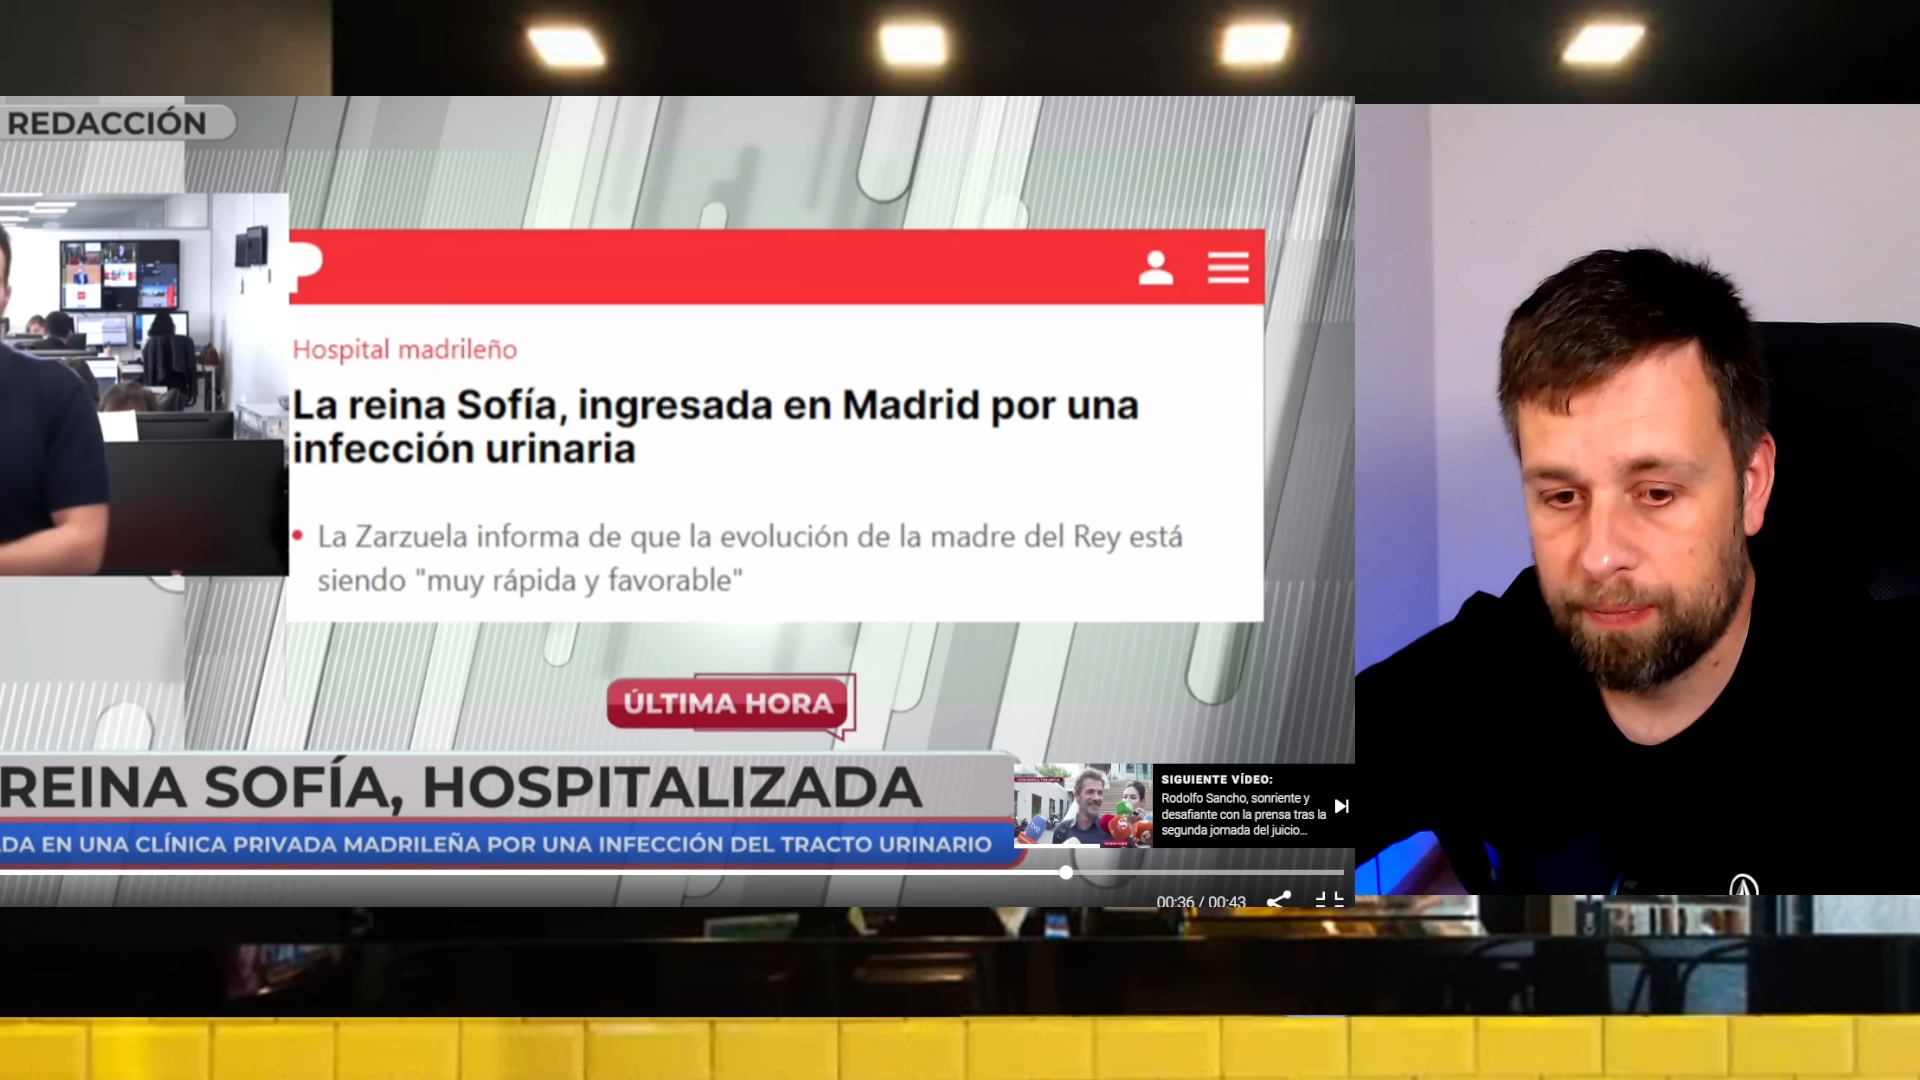 REDACCIÓN
Hospital madrileño
La reina Sofía, ingresada en Madrid por una
infección urinaria
La Zarzuela informa de que la evolución de la madre del Rey está
siendo "muy rápida y favorable"
ÚLTIMA HORA
REINA SOFÍA, HOSPITALIZADA
EN UNA CLÍNICA PRIVADA MADRILEÑA POR UNA INFECCIÓN DEL TRACTO URINARIO
SIGUIENTE VÍDEO:
Rodolfo Sancho, sonriente y
desafiante con la prensa tras la
segunda jornada del juicio...
00:36 / 00:43